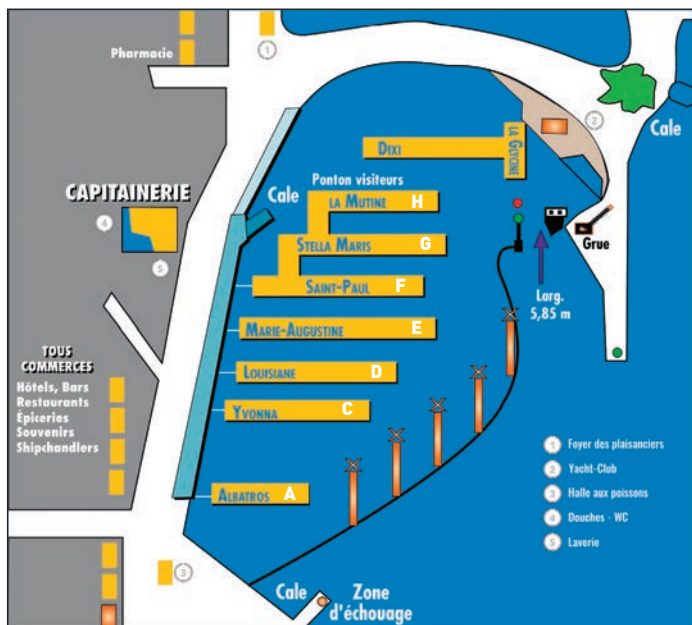 Pharmacie
1
2
Cale
DIXI
LA GLYCINE
Ponton visiteurs
CAPITAINERIE
4
5
Cale
LA MUTINE H
STELLA MARIS G
SAINT-PAUL F
Grue
Larg.
5,85 m
MARIE-AUGUSTINE E
LOUISIANE D
YVONNA C
ALBATROS A
TOUS
COMMERCES
Hôtels, Bars
Restaurants
Épiceries
Souvenirs
Shipchandlers
1 Foyer des plaisanciers
2 Yacht-Club
3 Halle aux poissons
4 Douches - WC
5 Laverie
3
Cale
Zone
d'échouage